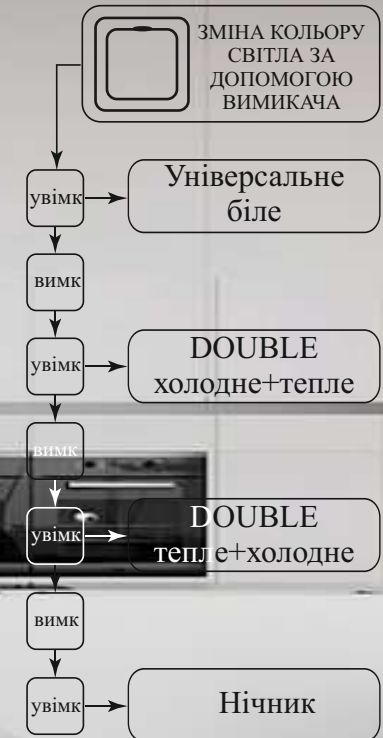 ЗМІНА КОЛЬОРУ
СВІТЛА ЗА
ДОПОМОГОЮ
ВИМИКАЧА
увімк
Універсальне
біле
вимк
увімк
DOUBLE
холодне+тепле
вимк
увімк
DOUBLE
тепле+холодне
вимк
увімк
Нічник